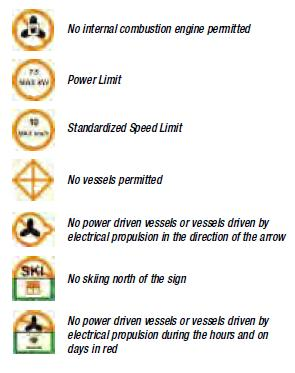 No internal combustion engine permitted
7.5
MAX kW
Power Limit
10
MAX km/h
Standardized Speed Limit
No vessels permitted
No power driven vessels or vessels driven by
electrical propulsion in the direction of the arrow
SKI
No skiing north of the sign
No power driven vessels or vessels driven by
electrical propulsion during the hours and on
days in red